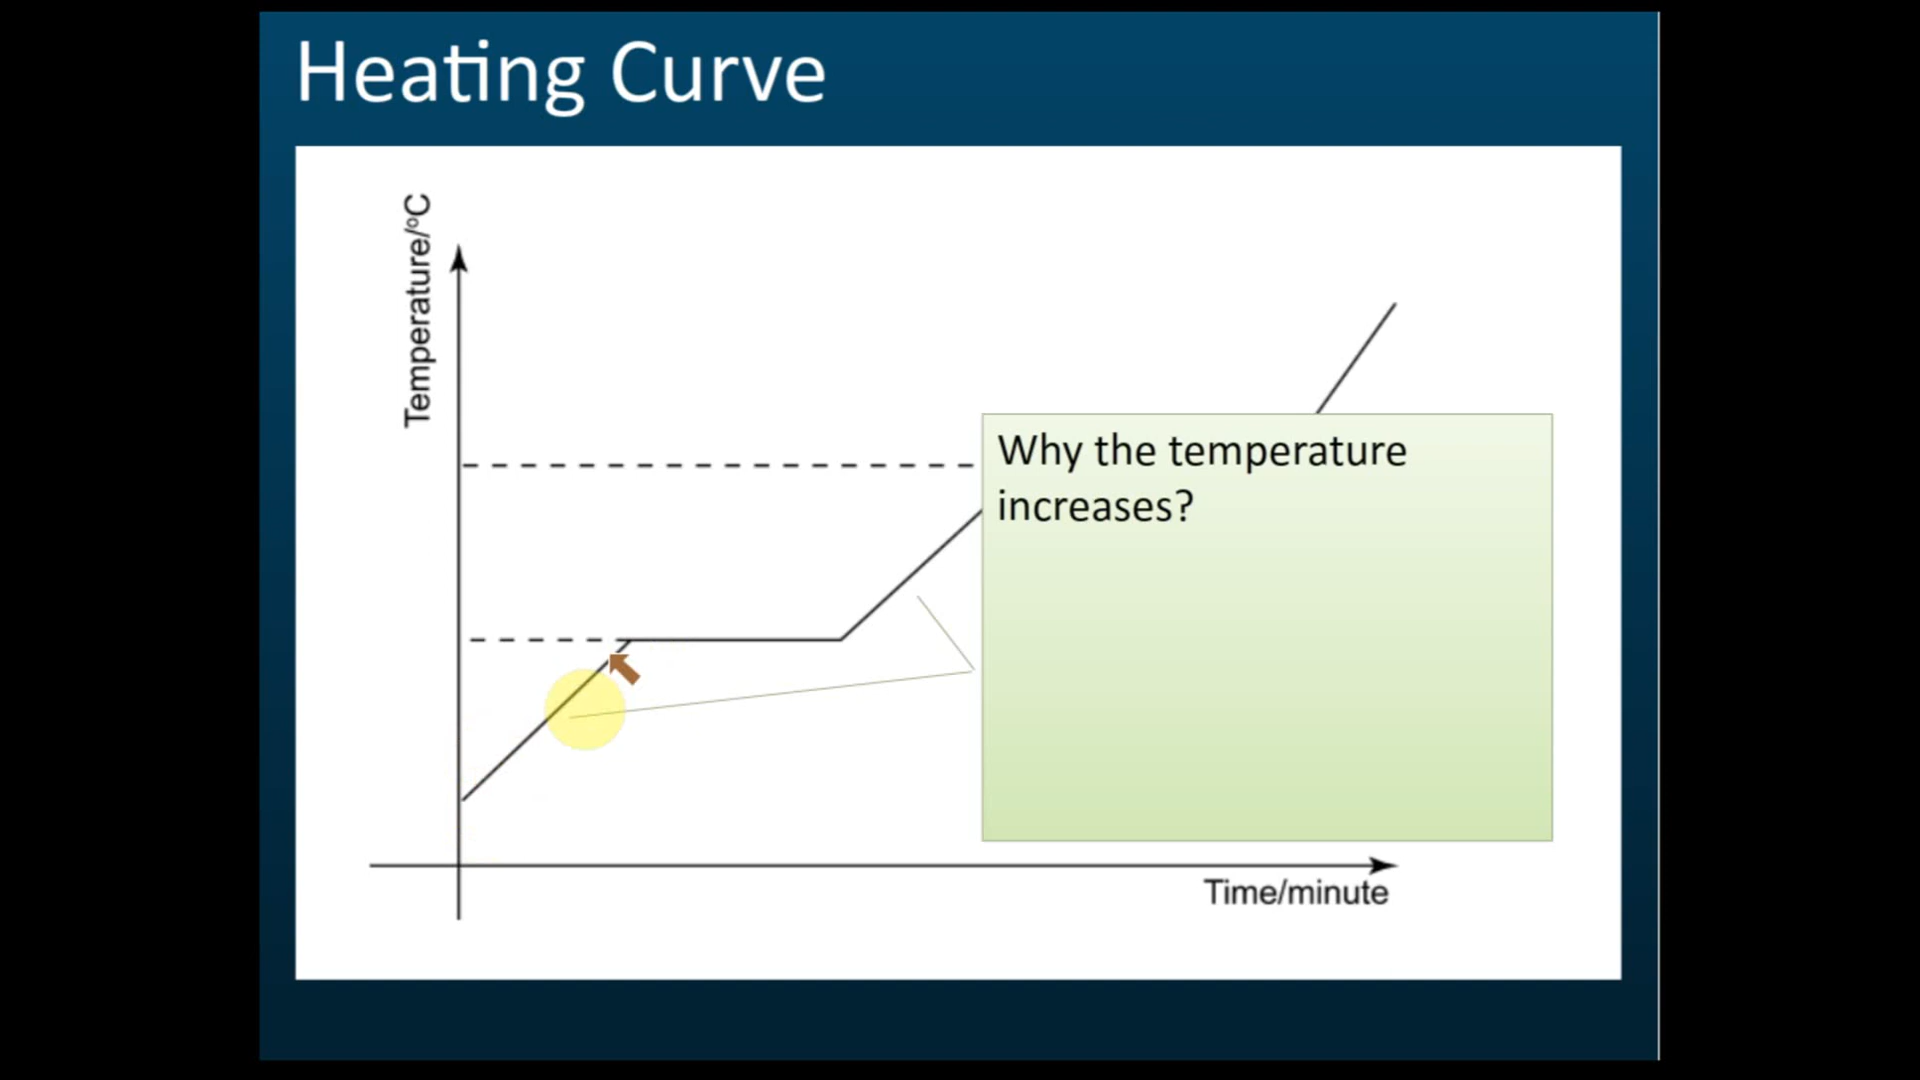 Heating Curve
Temperature/°C
Why the temperature
increases?
Time/minute